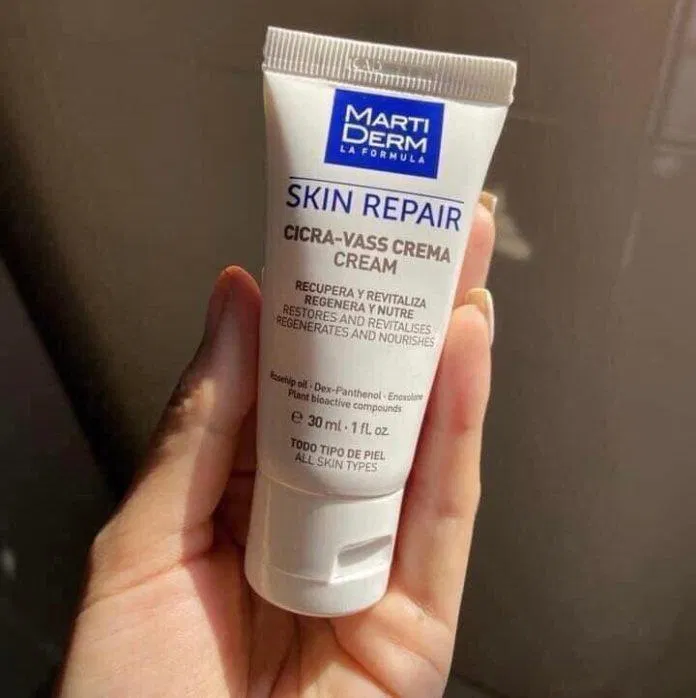 MARTI
DERM
LA FORMULA
SKIN REPAIR
CICRA-VASS CREMA
CREAM
RECUPERA Y REVITALIZA
REGENERA Y NUTRE
RESTORES AND REVITALISES
REGENERATES AND NOURISHES
Rosehip oil · Dex-Panthenol · Enoxolone
Plant bioactive compounds
℮ 30 ml · 1 fl. oz.
TODO TIPO DE PIEL
ALL SKIN TYPES